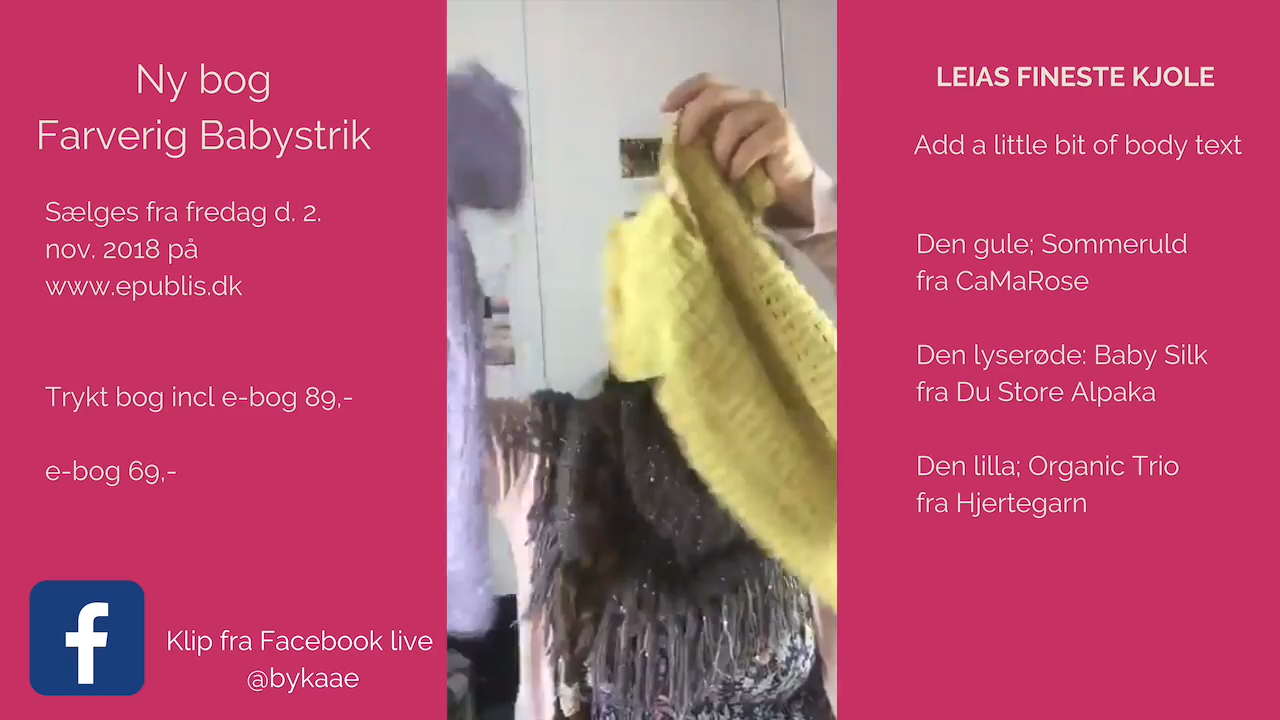 Ny bog
Farverig Babystrik
Sælges fra fredag d. 2.
nov. 2018 på
www.epublis.dk
Trykt bog incl e-bog 89,-
e-bog 69,-
Klip fra Facebook live
@bykaae
LEIAS FINESTE KJOLE
Add a little bit of body text
Den gule; Sommeruld
fra CaMaRose
Den lyserøde: Baby Silk
fra Du Store Alpaka
Den lilla; Organic Trio
fra Hjertegarn